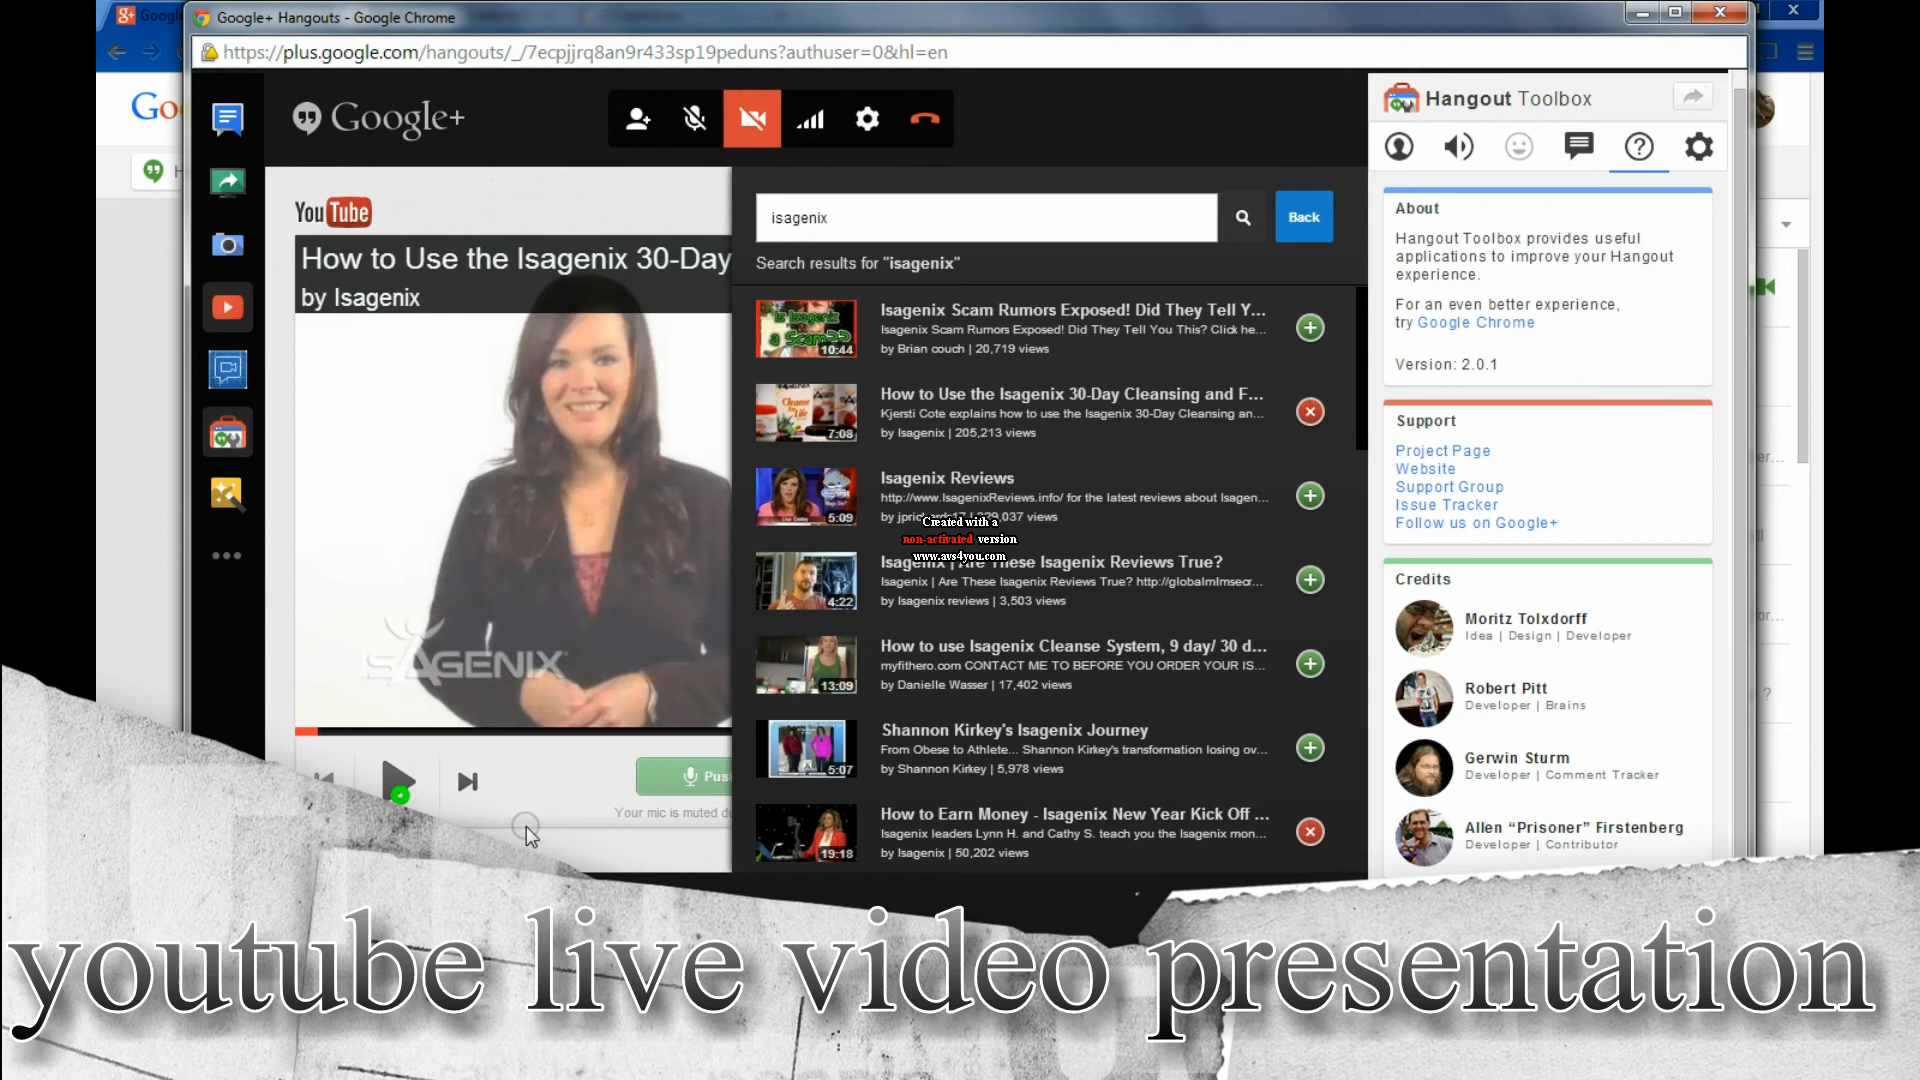 Google+ Hangouts - Google Chrome
https://plus.google.com/hangouts/_/7ecpjjrq8an9r433sp19peduns?authuser=0&hl=en
Google+
YouTube
How to Use the Isagenix 30-Day
by Isagenix
ISAGENIX
Your mic is muted
isagenix
Back
Search results for "isagenix"
Is Isagenix
a Scam??
10:44
Isagenix Scam Rumors Exposed! Did They Tell Y...
Isagenix Scam Rumors Exposed! Did They Tell You This? Click he...
by Brian couch | 20,719 views
Cleanse
for Life
7:08
How to Use the Isagenix 30-Day Cleansing and F...
Kjersti Cote explains how to use the Isagenix 30-Day Cleansing an...
by Isagenix | 205,213 views
5:09
Isagenix Reviews
http://www.IsagenixReviews.info/ for the latest reviews about Isagen...
Created with a
non-activated version
www.avs4you.com
4:22
Isagenix | Are These Isagenix Reviews True?
Isagenix | Are These Isagenix Reviews True? http://globalmlmsecr...
by Isagenix reviews | 3,503 views
13:09
How to use Isagenix Cleanse System, 9 day/ 30 d...
myfithero.com CONTACT ME TO BEFORE YOU ORDER YOUR IS...
by Danielle Wasser | 17,402 views
5:07
Shannon Kirkey's Isagenix Journey
From Obese to Athlete... Shannon Kirkey's transformation losing ov...
by Shannon Kirkey | 5,978 views
19:18
How to Earn Money - Isagenix New Year Kick Off ...
Isagenix leaders Lynn H. and Cathy S. teach you the Isagenix mon...
by Isagenix | 50,202 views
Hangout Toolbox
About
Hangout Toolbox provides useful
applications to improve your Hangout
experience.
For an even better experience,
try Google Chrome
Version: 2.0.1
Support
Project Page
Website
Support Group
Issue Tracker
Follow us on Google+
Credits
Moritz Tolxdorff
Idea | Design | Developer
Robert Pitt
Developer | Brains
Gerwin Sturm
Developer | Comment Tracker
Allen “Prisoner” Firstenberg
Developer | Contributor
youtube live video presentation